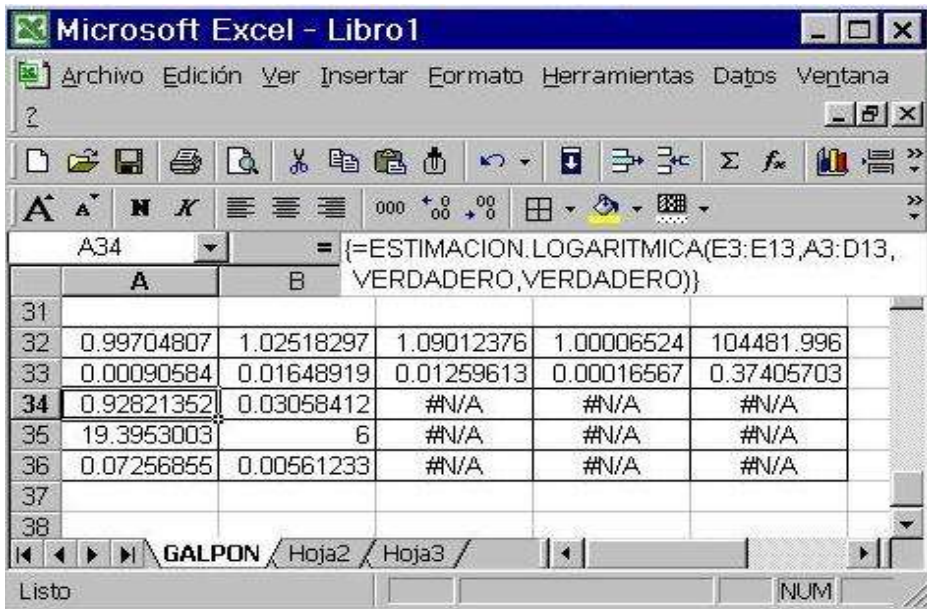 Microsoft Excel - Libro1
Archivo Edición Ver Insertar Formato Herramientas Datos Ventana
?
A A N K 000
A34 = {=ESTIMACION.LOGARITMICA(E3:E13,A3:D13,
VERDADERO,VERDADERO)}
A B
31
32 0.99704807 1.02518297 1.09012376 1.00006524 104481.996
33 0.00090584 0.01648919 0.01259613 0.00016567 0.37405703
34 0.92821352 0.03058412 #N/A #N/A #N/A
35 19.3953003 6 #N/A #N/A #N/A
36 0.07256855 0.00561233 #N/A #N/A #N/A
37
38
GALPON Hoja2 Hoja3
Listo NUM